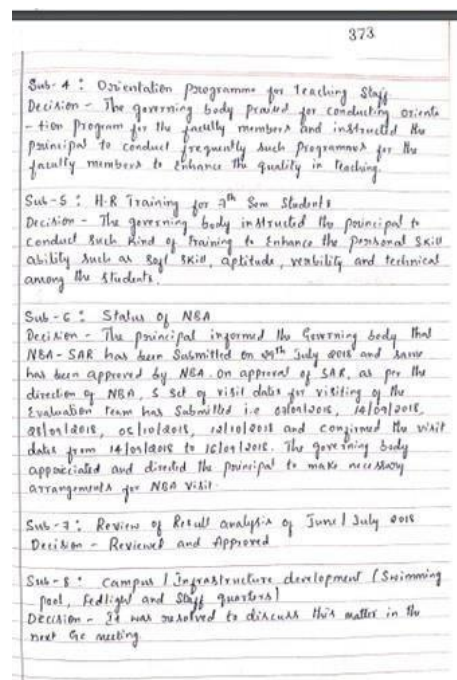 373
Sub-4 : Orientation Programme for Teaching Staff
Decision - The governing body praised for conducting oriente
-tion program for the faculty members and instructed the
principal to conduct frequently such programmes for the
faculty members to Enhance the quality in Teaching.
Sub-5 : H.R Training for 7th Sem Students
Decision - The governing body instructed the principal to
conduct such kind of Training to Enhance the personal skill
ability such as Soft skill, aptitude, verbility and technical
among the students.
Sub-6 : Status of NBA
Decision - The principal informed the Governing body that
NBA-SAR has been Submitted on 29th July 2018 and same
has been approved by NBA. on approval of SAR, as per the
direction of NBA, 5 set of visit dates for visiting of the
Evaluation team has Submitted i.e 14/09/2018,
05/10/2018, 12/10/2018 and confirmed the visit
dates from 14/09/2018 to 16/09/2018. The governing body
appreciated and directed the principal to make necessary
arrangements for NBA visit.
Sub-7 : Review of Result analysis of June/July 2018
Decision - Reviewed and Approved
Sub-8 : Campus / Infrastructure development (Swimming
pool, and Staff quarters)
Decision - It was resolved to discuss this matter in the
next GC meeting.